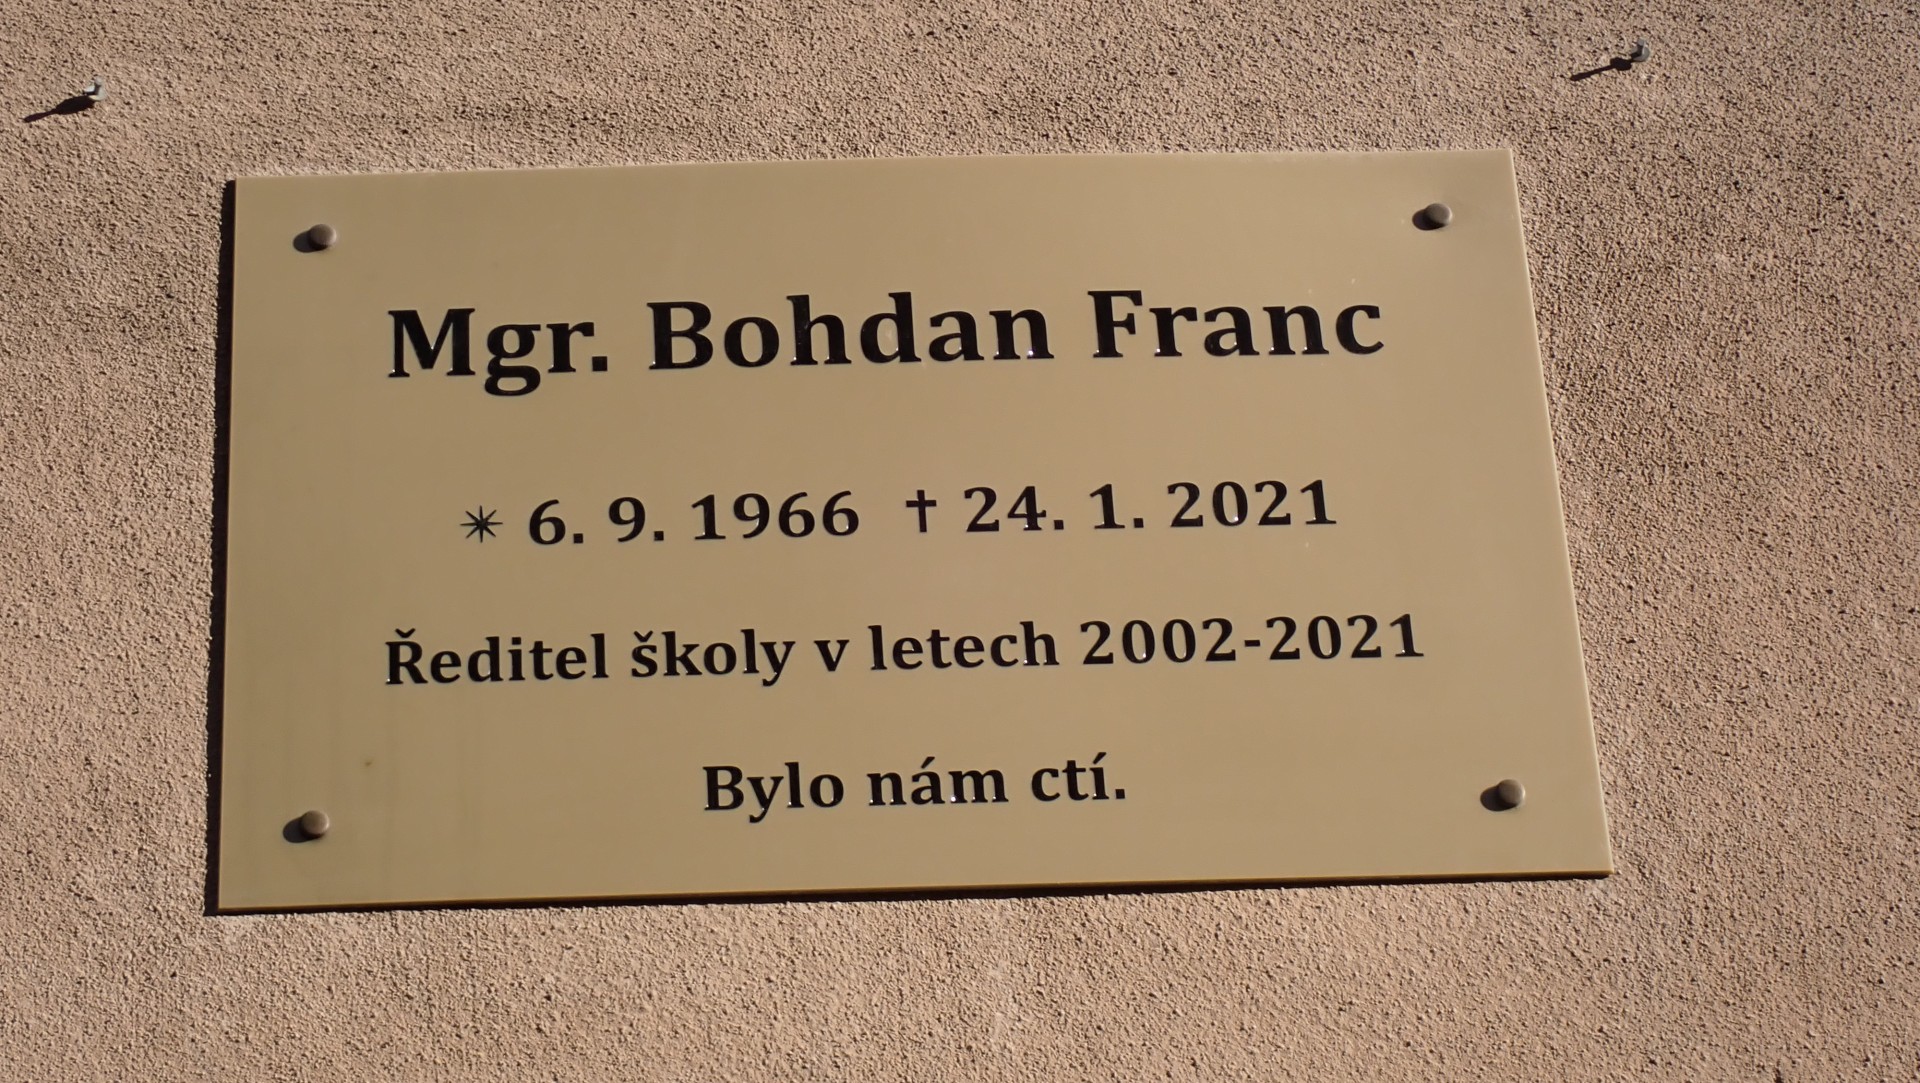 Mgr. Bohdan Franc
✴ 6. 9. 1966 † 24. 1. 2021
Ředitel školy v letech 2002-2021
Bylo nám ctí.